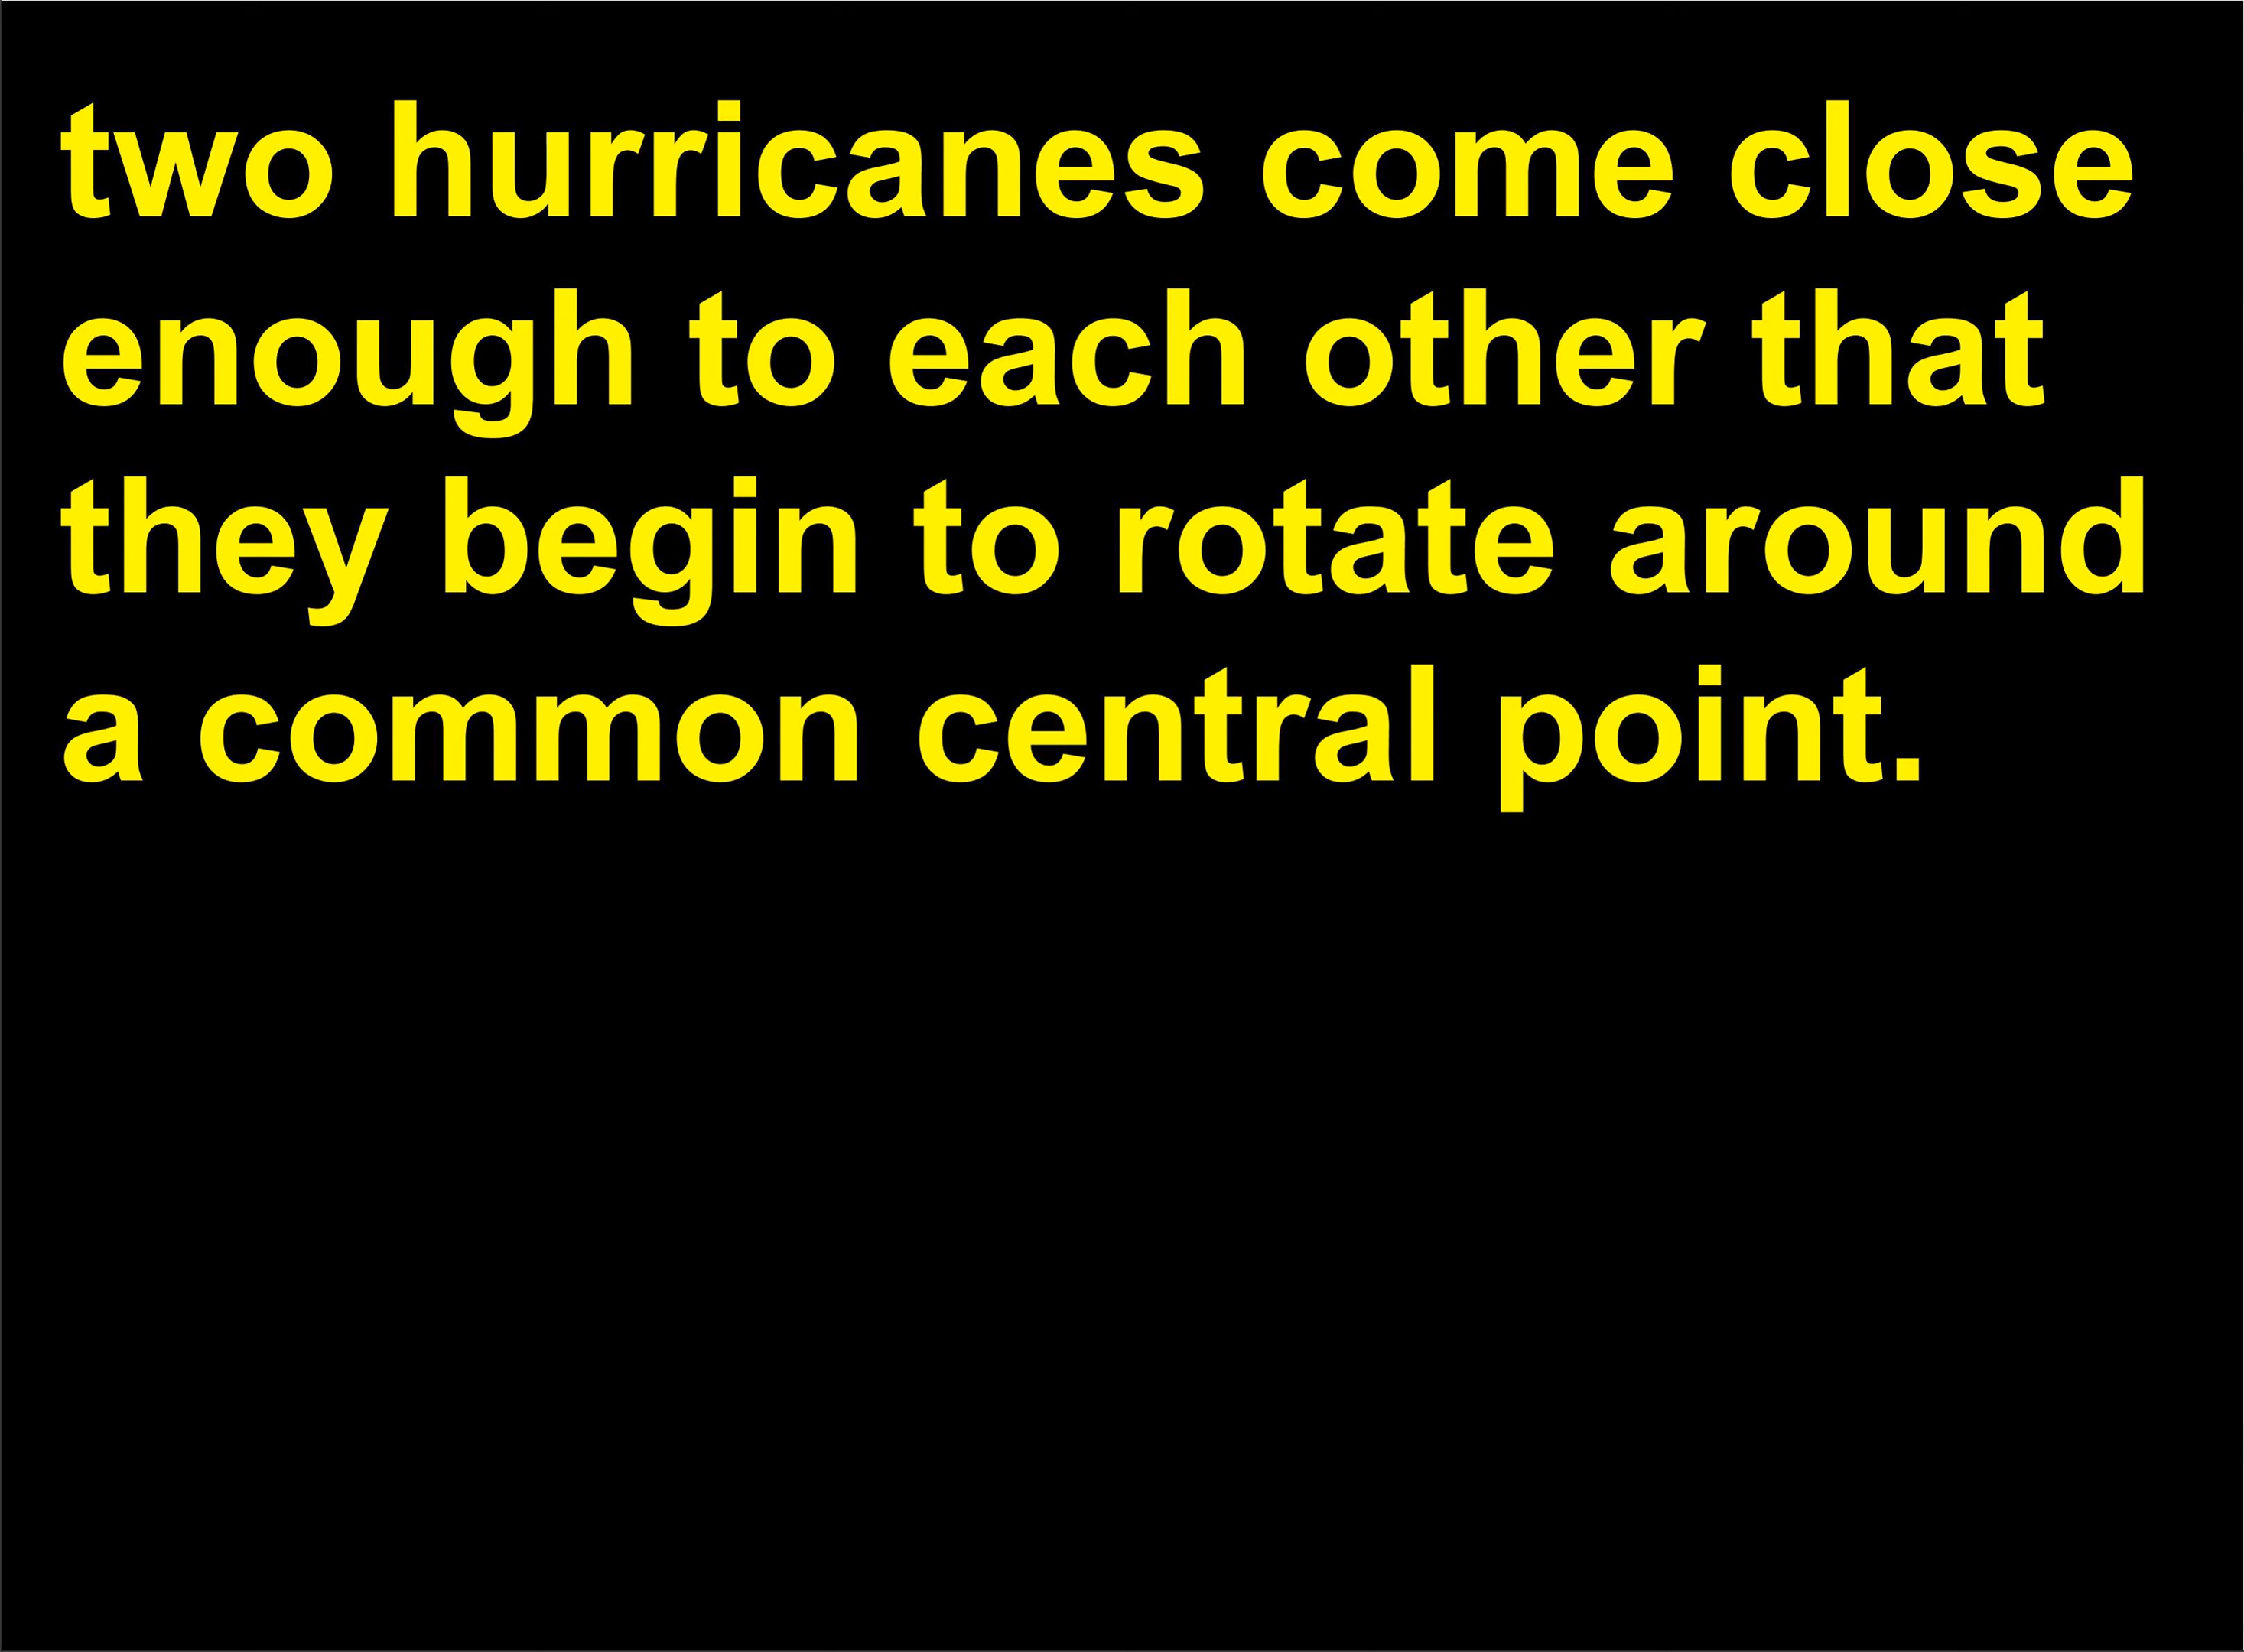 two hurricanes come close
enough to each other that
they begin to rotate around
a common central point.